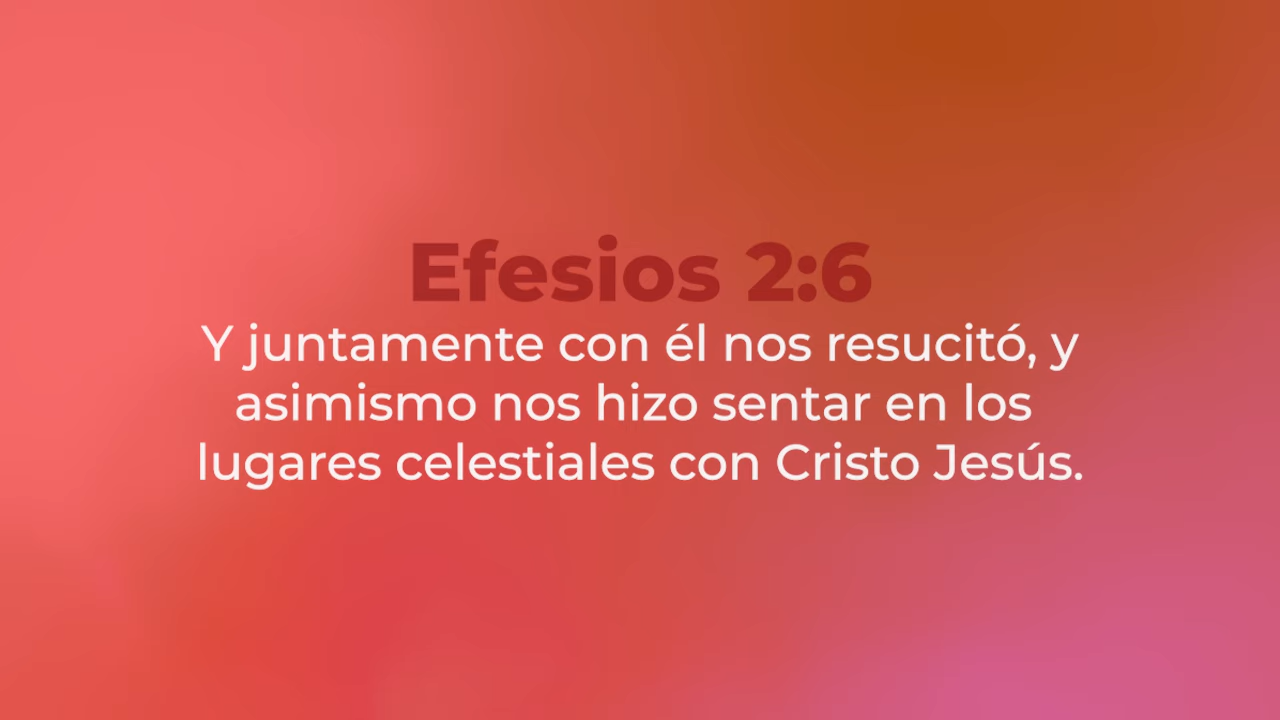 Efesios 2:6
Y juntamente con él nos resucitó, y
asimismo nos hizo sentar en los
lugares celestiales con Cristo Jesús.